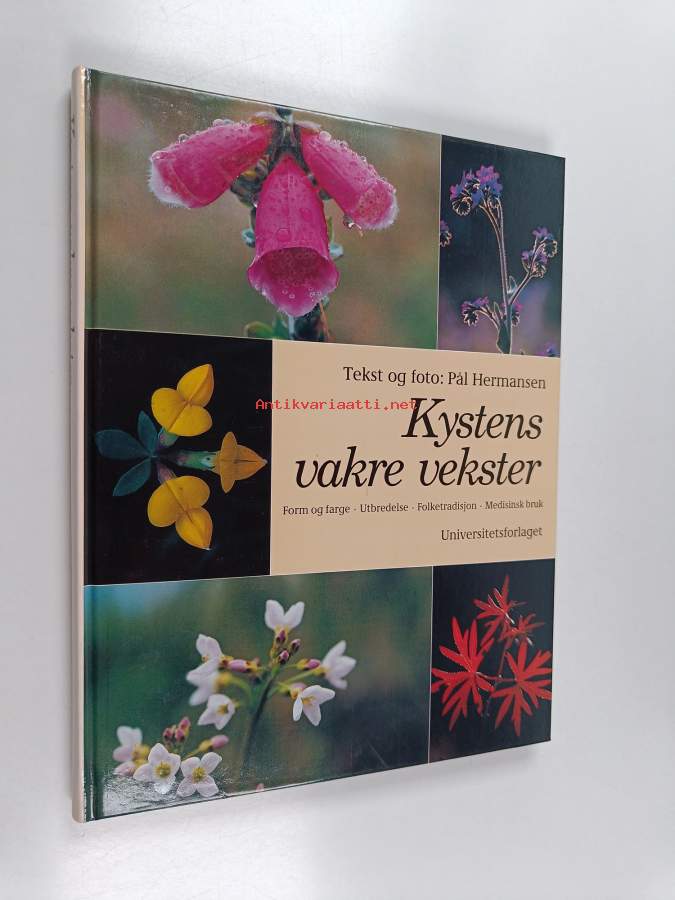 Tekst og foto: Pål Hermansen
Antikvariaatti.net
Kystens
vakre vekster
Form og farge · Utbredelse · Folketradisjon · Medisinsk bruk
Universitetsforlaget